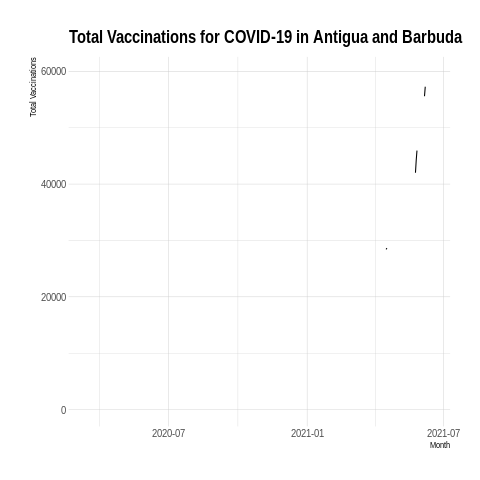 Total Vaccinations for COVID-19 in Antigua and Barbuda
Total Vaccinations
60000
40000
20000
0
2020-07
2021-01
2021-07
Month